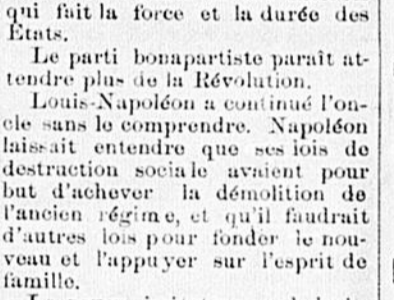 qui fait la force et la durée des
États.
Le parti bonapartiste paraît at-
tendre plus de la Révolution.
Louis-Napoléon a continué l'on-
cle sans le comprendre. Napoléon
laissait entendre que ses lois de
destruction sociale avaient pour
but d'achever la démolition de
l'ancien régime, et qu'il faudrait
d'autres lois pour fonder le nou-
veau et l'appuyer sur l'esprit de
famille.